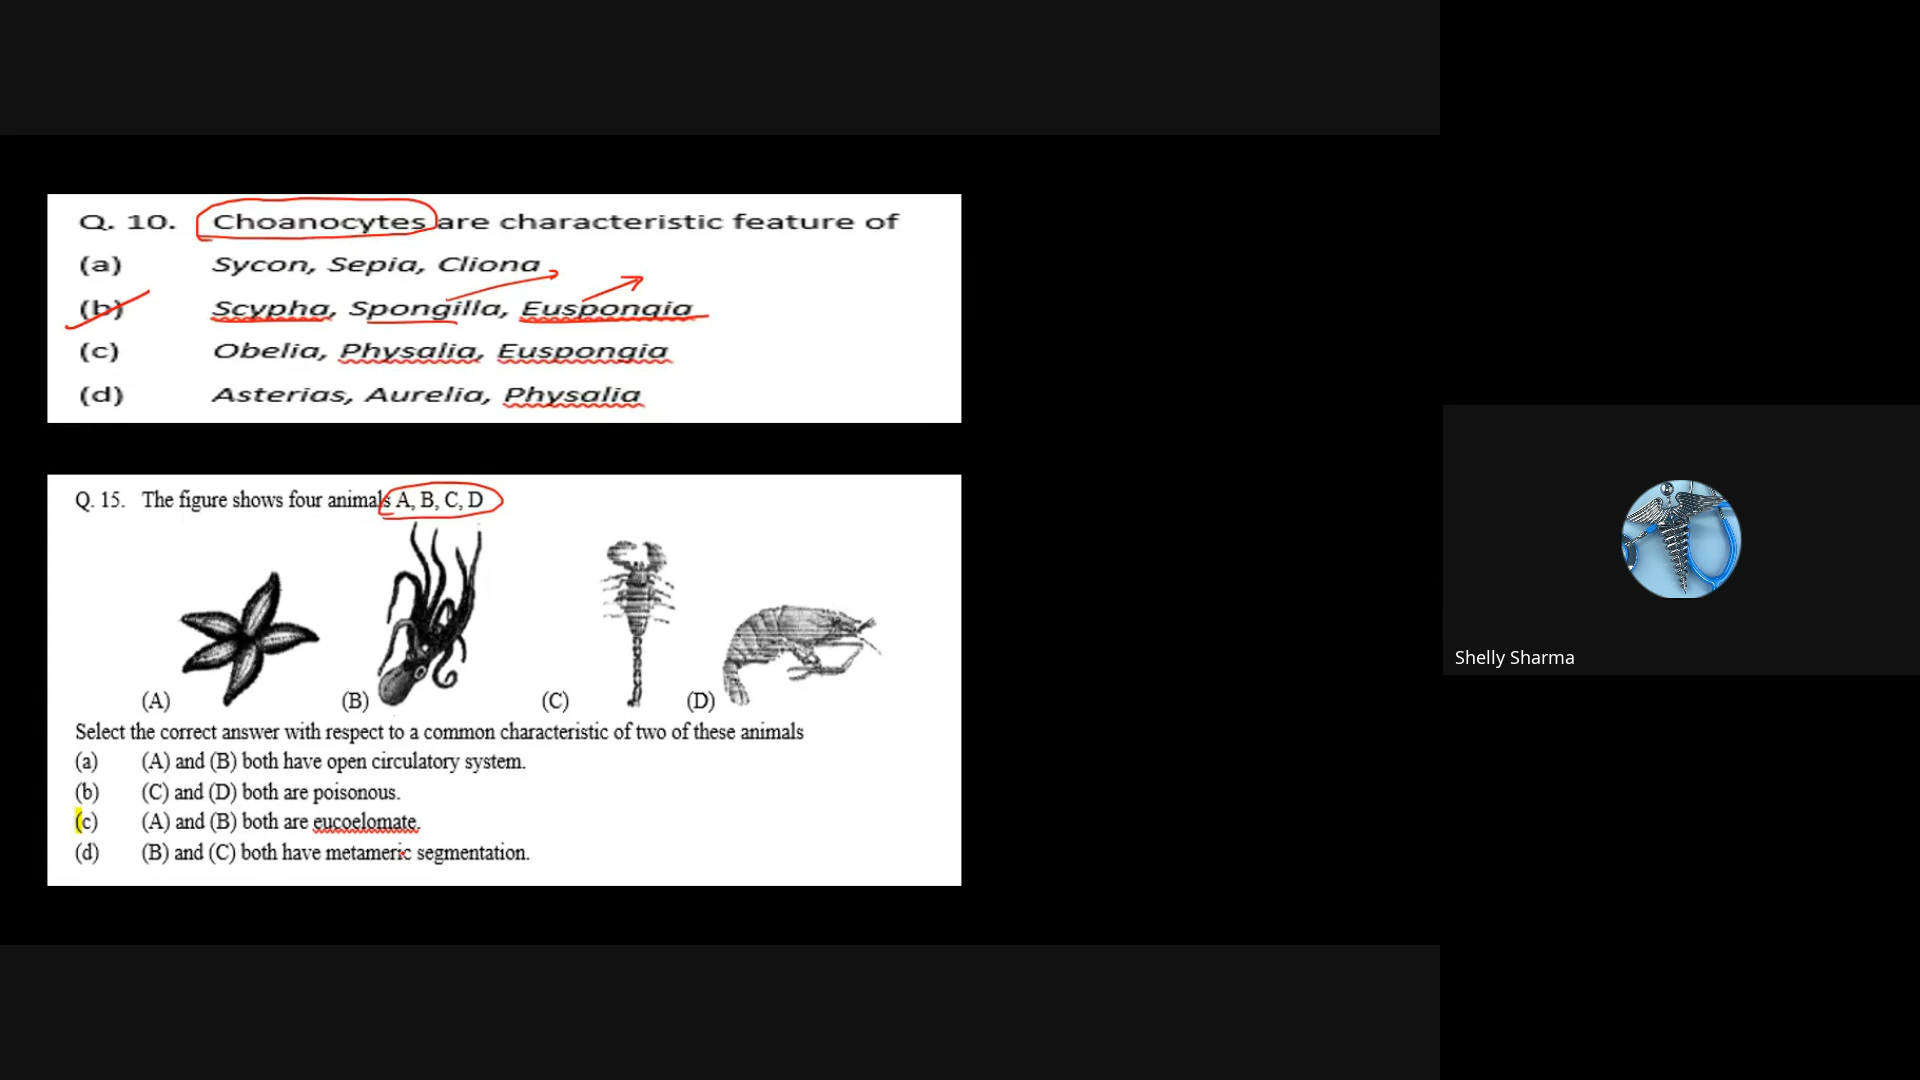 Q. 10. Choanocytes are characteristic feature of
(a) Sycon, Sepia, Cliona
(b) Scypha, Spongilla, Euspongia
(c) Obelia, Physalia, Euspongia
(d) Asterias, Aurelia, Physalia
Q. 15. The figure shows four animals A, B, C, D
(A) (B) (C) (D)
Select the correct answer with respect to a common characteristic of two of these animals
(a) (A) and (B) both have open circulatory system.
(b) (C) and (D) both are poisonous.
(c) (A) and (B) both are eucoelomate.
(d) (B) and (C) both have metameric segmentation.
Shelly Sharma